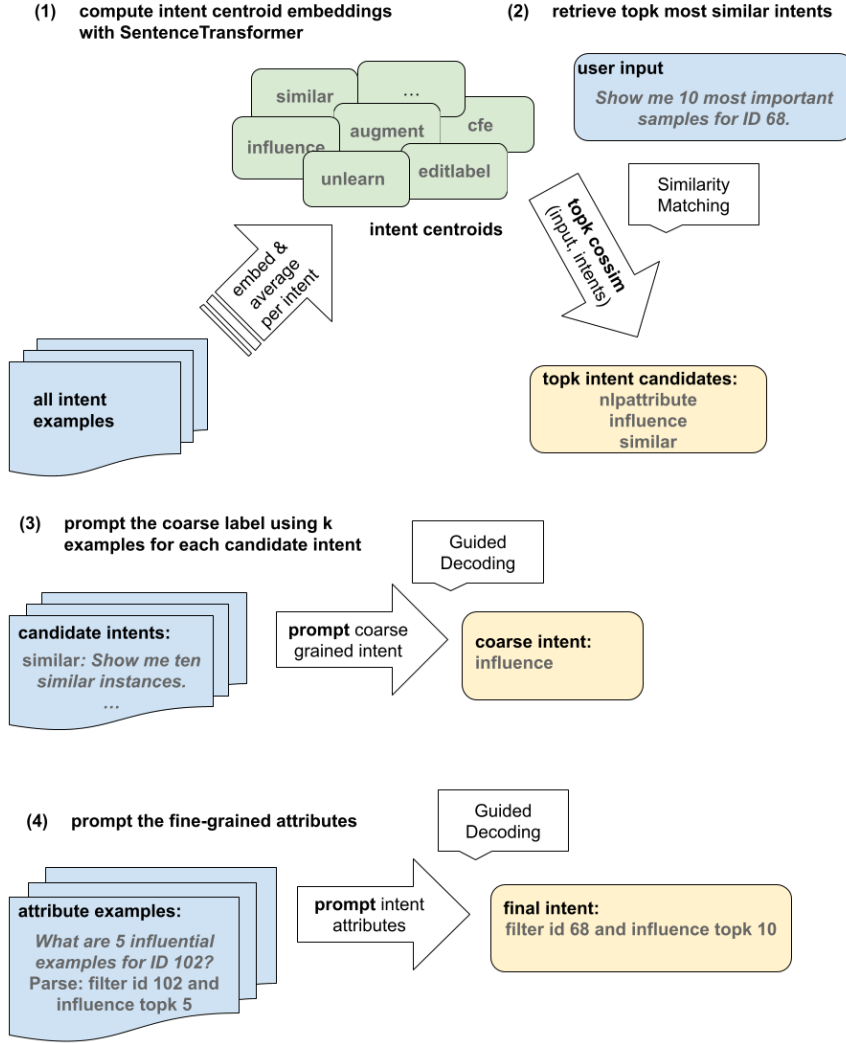 (1) compute intent centroid embeddings
with SentenceTransformer
similar
...
influence
augment
cfe
unlearn
editlabel
intent centroids
embed &
average
per intent
all intent
examples
(2) retrieve topk most similar intents
user input
Show me 10 most important
samples for ID 68.
Similarity
Matching
topk cossim
(input, intents)
topk intent candidates:
nlpattribute
influence
similar
(3) prompt the coarse label using k
examples for each candidate intent
Guided
Decoding
candidate intents:
similar: Show me ten
similar instances.
...
prompt coarse
grained intent
coarse intent:
influence
(4) prompt the fine-grained attributes
Guided
Decoding
attribute examples:
What are 5 influential
examples for ID 102?
Parse: filter id 102 and
influence topk 5
prompt intent
attributes
final intent:
filter id 68 and influence topk 10